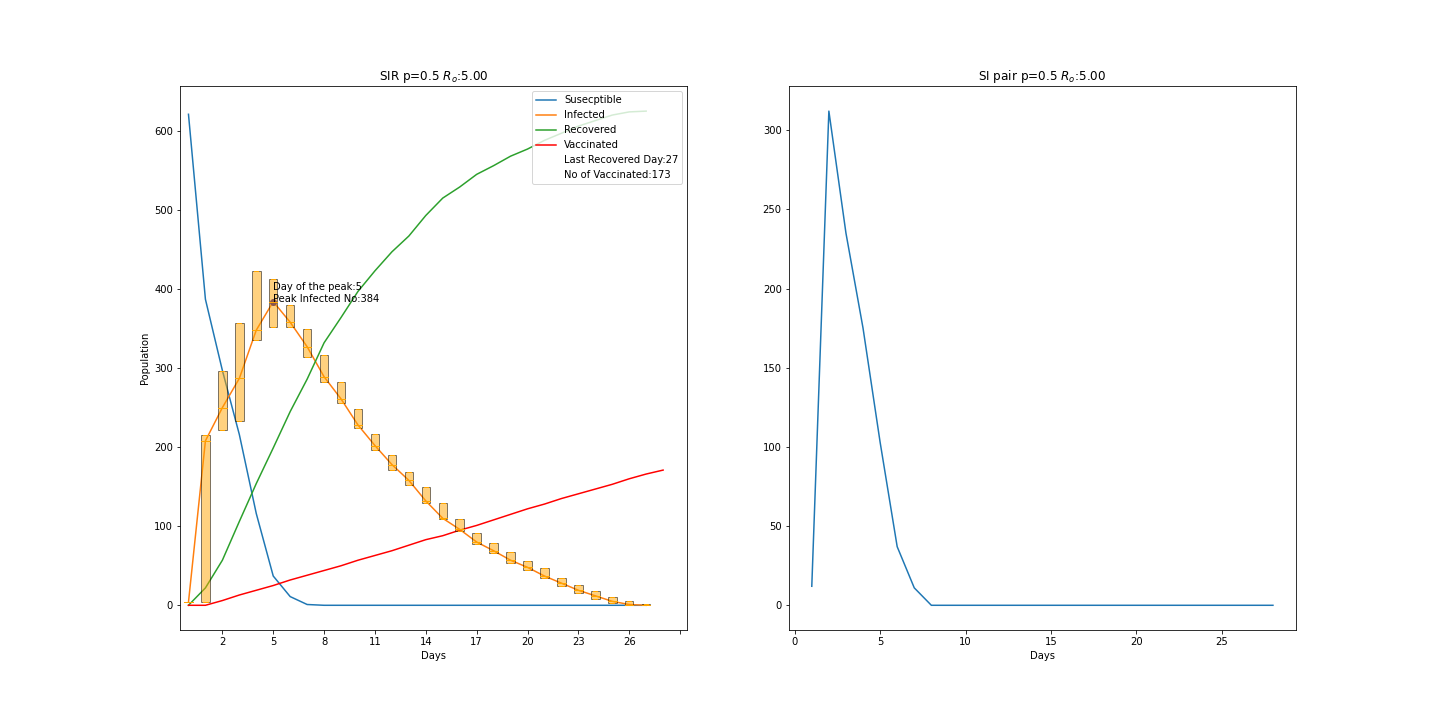 SIR p=0.5 Rₒ:5.00
Susecptible
Infected
Recovered
Vaccinated
Last Recovered Day:27
No of Vaccinated:173
Day of the peak:5
Peak Infected No:384
Population
600
500
400
300
200
100
0
2 5 8 11 14 17 20 23 26
Days
SI pair p=0.5 Rₒ:5.00
300
250
200
150
100
50
0
0 5 10 15 20 25
Days